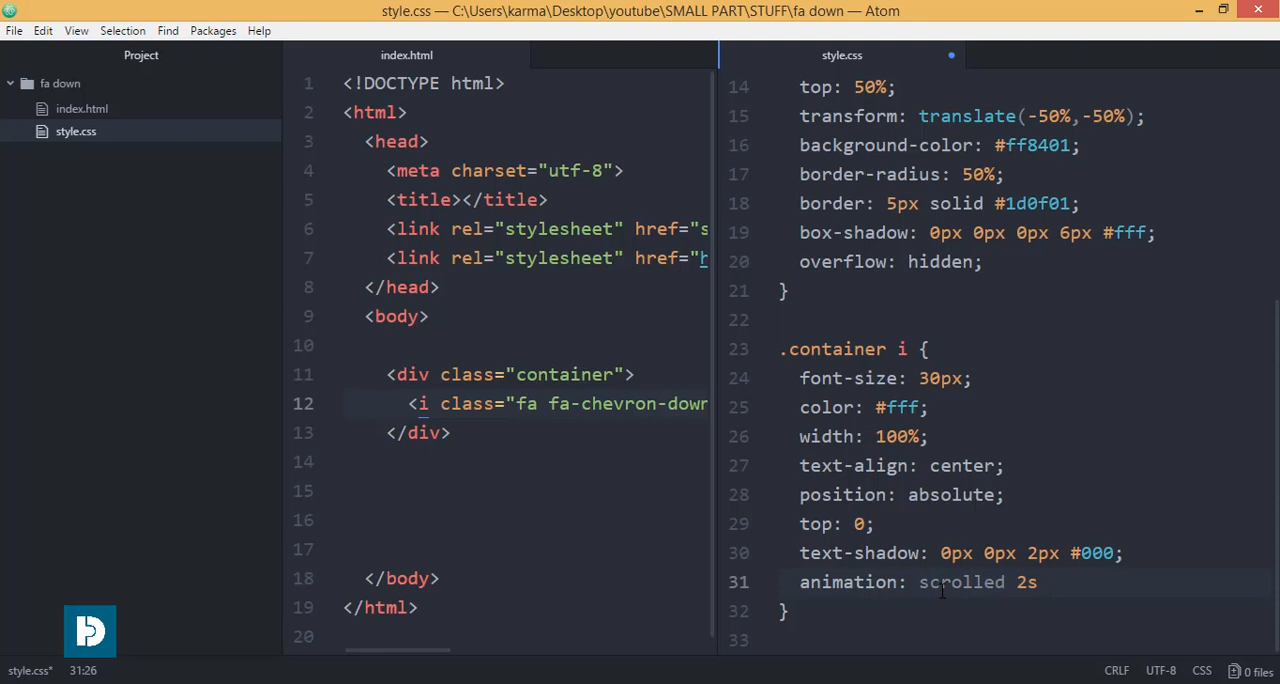 style.css — C:\Users\karma\Desktop\youtube\SMALL PART\STUFF\fa down — Atom
File Edit View Selection Find Packages Help
Project
fa down
index.html
style.css
index.html
1 <!DOCTYPE html>
2 <html>
3 <head>
4 <meta charset="utf-8">
5 <title></title>
6 <link rel="stylesheet" href="s
7 <link rel="stylesheet" href="h
8 </head>
9 <body>
10
11 <div class="container">
12 <i class="fa fa-chevron-down
13 </div>
14
15
16
17
18 </body>
19 </html>
20
style.css
14 top: 50%;
15 transform: translate(-50%,-50%);
16 background-color: #ff8401;
17 border-radius: 50%;
18 border: 5px solid #1d0f01;
19 box-shadow: 0px 0px 0px 6px #fff;
20 overflow: hidden;
21 }
22
23 .container i {
24 font-size: 30px;
25 color: #fff;
26 width: 100%;
27 text-align: center;
28 position: absolute;
29 top: 0;
30 text-shadow: 0px 0px 2px #000;
31 animation: scrolled 2s
32 }
33
style.css* 31:26
CRLF UTF-8 CSS 0 files